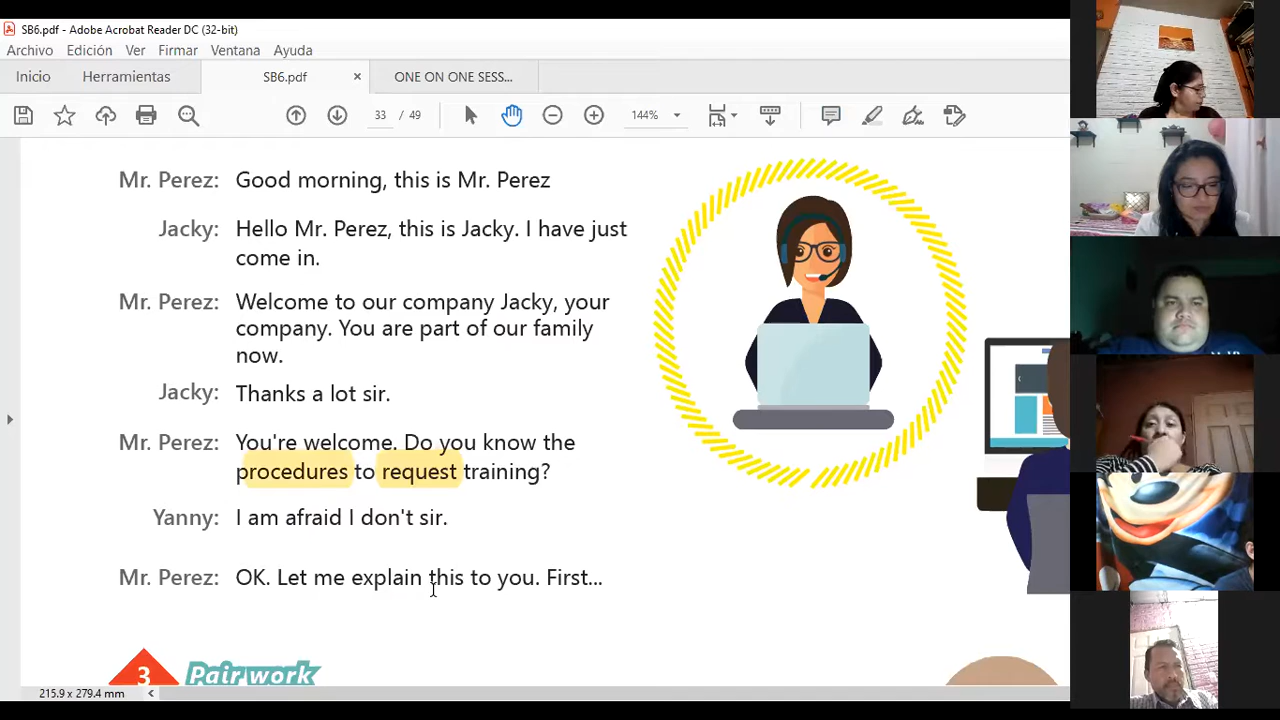 SB6.pdf - Adobe Acrobat Reader DC (32-bit)
Archivo Edición Ver Firmar Ventana Ayuda
Inicio Herramientas SB6.pdf × ONE ON ONE SESS...
33 / 49 144%
Mr. Perez: Good morning, this is Mr. Perez
Jacky: Hello Mr. Perez, this is Jacky. I have just
come in.
Mr. Perez: Welcome to our company Jacky, your
company. You are part of our family
now.
Jacky: Thanks a lot sir.
Mr. Perez: You're welcome. Do you know the
procedures to request training?
Yanny: I am afraid I don't sir.
Mr. Perez: OK. Let me explain this to you. First...
3 Pair work
215.9 x 279.4 mm